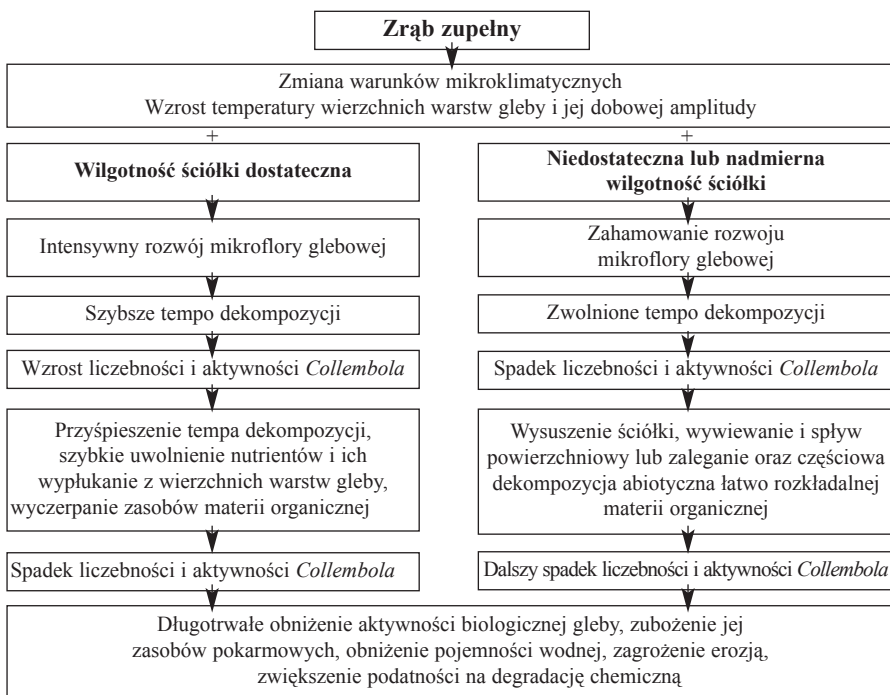 Zrąb zupełny
Zmiana warunków mikroklimatycznych
Wzrost temperatury wierzchnich warstw gleby i jej dobowej amplitudy
+
+
Wilgotność ściółki dostateczna
Intensywny rozwój mikroflory glebowej
Szybsze tempo dekompozycji
Wzrost liczebności i aktywności Collembola
Przyśpieszenie tempa dekompozycji,
szybkie uwolnienie nutrientów i ich
wypłukanie z wierzchnich warstw gleby,
wyczerpanie zasobów materii organicznej
Spadek liczebności i aktywności Collembola
Niedostateczna lub nadmierna
wilgotność ściółki
Zahamowanie rozwoju
mikroflory glebowej
Zwolnione tempo dekompozycji
Spadek liczebności i aktywności Collembola
Wysuszenie ściółki, wywiewanie i spływ
powierzchniowy lub zaleganie oraz częściowa
dekompozycja abiotyczna łatwo rozkładalnej
materii organicznej
Dalszy spadek liczebności i aktywności Collembola
Długotrwałe obniżenie aktywności biologicznej gleby, zubożenie jej
zasobów pokarmowych, obniżenie pojemności wodnej, zagrożenie erozją,
zwiększenie podatności na degradację chemiczną